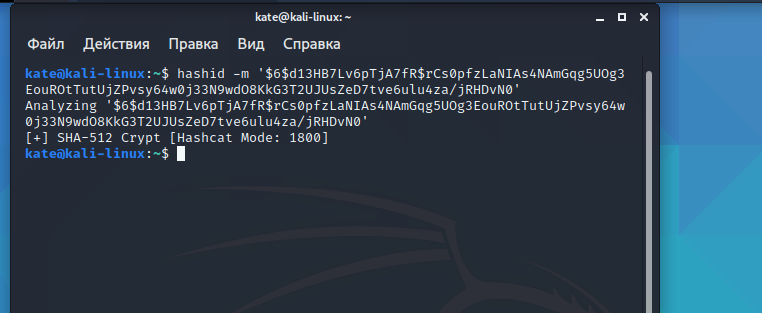 kate@kali-linux: ~
Файл Действия Правка Вид Справка
kate@kali-linux:~$ hashid -m '$6$d13HB7Lv6pTjA7fR$rCs0pfzLaNIAs4NAmGqg5UOg3
EouROtTutUjZPvsy64w0j33N9wdO8KkG3T2UJUsZeD7tve6ulu4za/jRHDvN0'
Analyzing '$6$d13HB7Lv6pTjA7fR$rCs0pfzLaNIAs4NAmGqg5UOg3EouROtTutUjZPvsy64w
0j33N9wdO8KkG3T2UJUsZeD7tve6ulu4za/jRHDvN0'
[+] SHA-512 Crypt [Hashcat Mode: 1800]
kate@kali-linux:~$